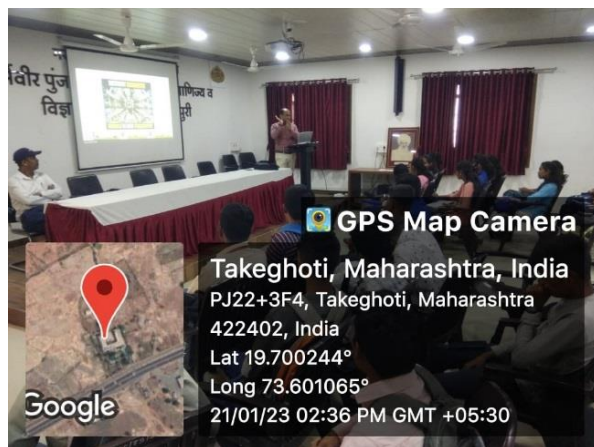 र्मवीर पुंज
णिज्य व
विज्ञ
पुरी
GPS Map Camera
Takeghoti, Maharashtra, India
PJ22+3F4, Takeghoti, Maharashtra
422402, India
Lat 19.700244°
Long 73.601065°
21/01/23 02:36 PM GMT +05:30
Google